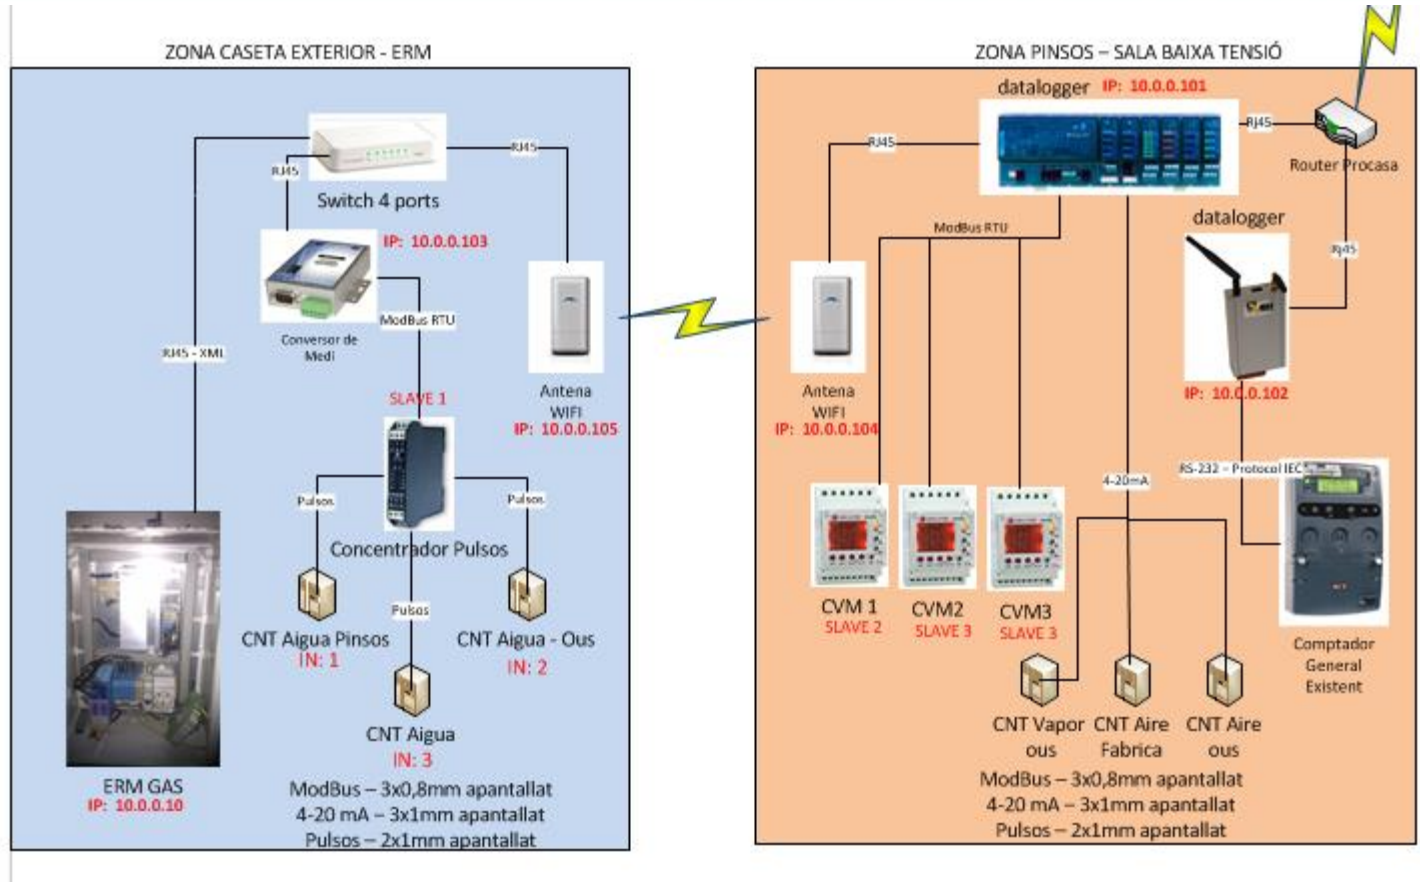 ZONA CASETA EXTERIOR - ERM
RJ45
RJ45
Switch 4 ports
IP: 10.0.0.103
Conversor de
Medi
ModBus RTU
RJ45 - XML
Antena
WIFI
IP: 10.0.0.105
SLAVE 1
Pulsos
Pulsos
Concentrador Pulsos
Pulsos
CNT Aigua Pinsos
IN: 1
CNT Aigua - Ous
IN: 2
CNT Aigua
IN: 3
ERM GAS
IP: 10.0.0.10
ModBus – 3x0,8mm apantallat
4-20 mA – 3x1mm apantallat
Pulsos – 2x1mm apantallat
ZONA PINSOS – SALA BAIXA TENSIÓ
datalogger IP: 10.0.0.101
RJ45
Rj45
Router Procasa
ModBus RTU
datalogger
Rj45
IP: 10.0.0.102
Antena
WIFI
IP: 10.0.0.104
4-20mA
RS-232 – Protocol IEC
CVM 1
SLAVE 2
CVM2
SLAVE 3
CVM3
SLAVE 3
Comptador
General
Existent
CNT Vapor
ous
CNT Aire
Fabrica
CNT Aire
ous
ModBus – 3x0,8mm apantallat
4-20 mA – 3x1mm apantallat
Pulsos – 2x1mm apantallat